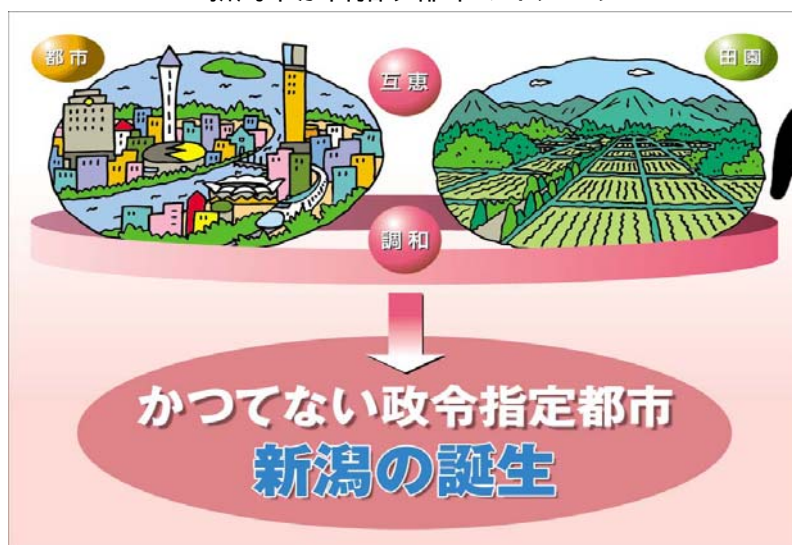 都市
互恵
田園
調和
かつてない政令指定都市
新潟の誕生